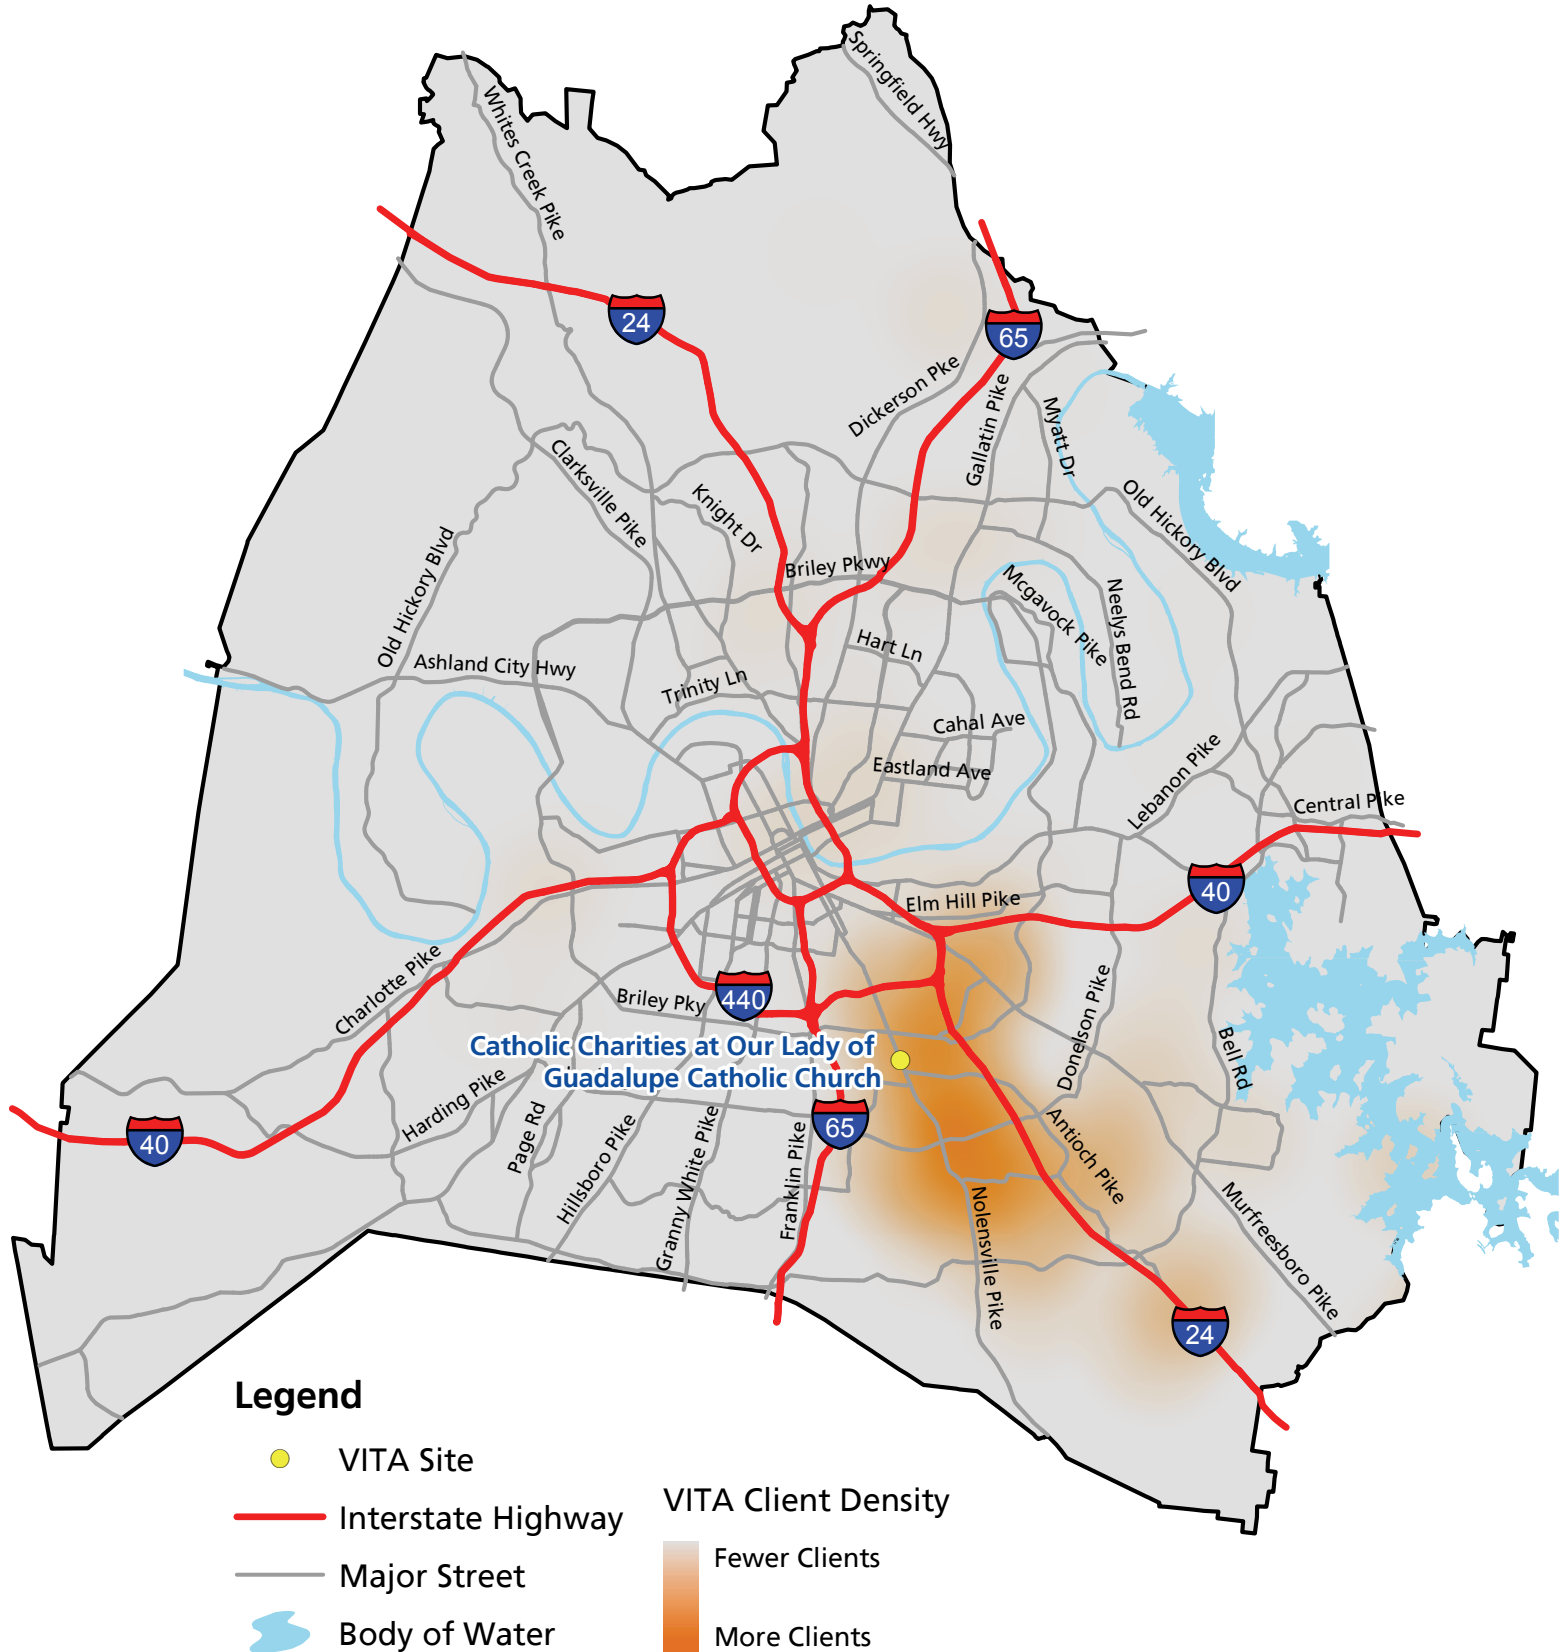 Springfield Hwy
Whites Creek Pike
24
65
Dickerson Pke
Gallatin Pike
Myatt Dr
Clarksville Pike
Knight Dr
Old Hickory Blvd
Old Hickory Blvd
Briley Pkwy
Mcgavock Pike
Neelys Bend Rd
Hart Ln
Ashland City Hwy
Trinity Ln
Cahal Ave
Eastland Ave
Lebanon Pike
Central Pike
40
Elm Hill Pike
Charlotte Pike
Briley Pky
440
Donelson Pike
Bell Rd
Catholic Charities at Our Lady of
Guadalupe Catholic Church
Harding Pike
Page Rd
Hillsboro Pike
Granny White Pike
Franklin Pike
65
40
Antioch Pike
Nolensville Pike
Murfreesboro Pike
24
Legend
VITA Site
Interstate Highway
Major Street
Body of Water
VITA Client Density
Fewer Clients
More Clients